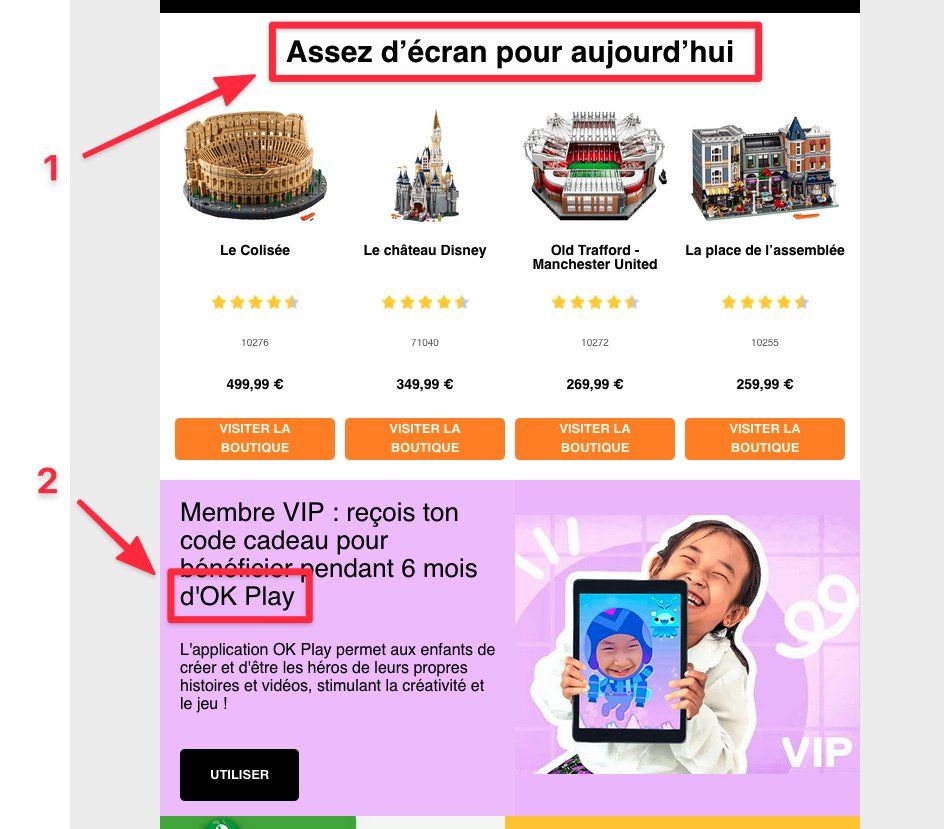 Assez d’écran pour aujourd’hui
1
Le Colisée
Le château Disney
Old Trafford -
Manchester United
La place de l’assemblée
10276
71040
10272
10255
499,99 €
349,99 €
269,99 €
259,99 €
VISITER LA
BOUTIQUE
VISITER LA
BOUTIQUE
VISITER LA
BOUTIQUE
VISITER LA
BOUTIQUE
2
Membre VIP : reçois ton
code cadeau pour
bénéficier pendant 6 mois
d'OK Play
L'application OK Play permet aux enfants de
créer et d'être les héros de leurs propres
histoires et vidéos, stimulant la créativité et
le jeu !
UTILISER
VIP